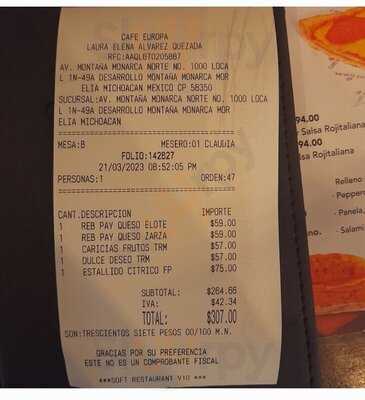 CAFE EUROPA
LAURA ELENA ALVAREZ QUEZADA
RFC:AAQL6T0205887
AV. MONTAÑA MONARCA NORTE NO. 1000 LOCA
L 1N-49A DESARROLLO MONTAÑA MONARCA MOR
ELIA MICHOACAN MEXICO CP 58350
SUCURSAL:AV. MONTAÑA MONARCA NORTE NO. 1000 LOCA
L 1N-49A DESARROLLO MONTAÑA MONARCA MOR
ELIA MICHOACAN
MESA:B MESERO:01 CLAUDIA
FOLIO:142827
21/03/2023 08:52:05 PM
PERSONAS:1 ORDEN:47
CANT.DESCRIPCION IMPORTE
1 REB PAY QUESO ELOTE $59.00
1 REB PAY QUESO ZARZA $59.00
1 CARICIAS FRUTOS TRM $57.00
1 DULCE DESEO TRM $57.00
1 ESTALLIDO CITRICO FP $75.00
SUBTOTAL: $264.66
IVA: $42.34
TOTAL: $307.00
SON:TRESCIENTOS SIETE PESOS 00/100 M.N.
GRACIAS POR SU PREFERENCIA
ESTE NO ES UN COMPROBANTE FISCAL
***SOFT RESTAURANT V10 ***
94.00
Salsa Rojitaliana
94.00
lsa Rojitaliana
Relleno
· Pepper
· Panela,
· Salami